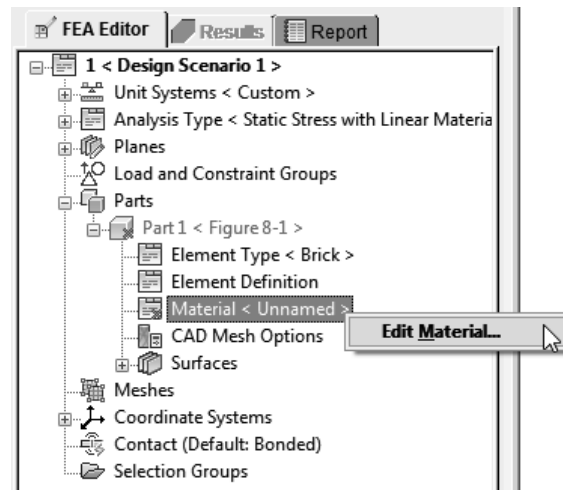 FEA Editor Results Report
1 < Design Scenario 1 >
Unit Systems < Custom >
Analysis Type < Static Stress with Linear Materia
Planes
Load and Constraint Groups
Parts
Part 1 < Figure 8-1 >
Element Type < Brick >
Element Definition
Material < Unnamed >
Edit Material...
CAD Mesh Options
Surfaces
Meshes
Coordinate Systems
Contact (Default: Bonded)
Selection Groups